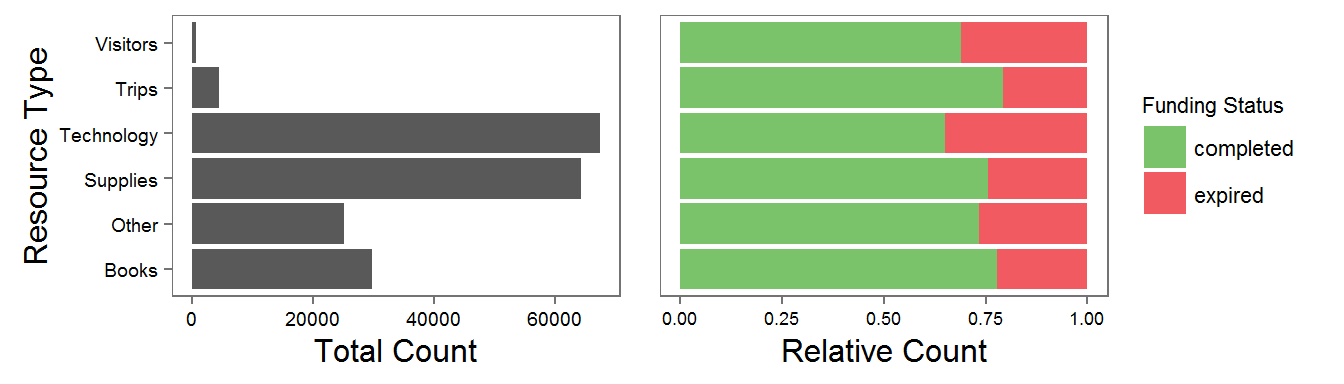 Resource Type
Visitors
Trips
Technology
Supplies
Other
Books
0 20000 40000 60000
Total Count
0.00 0.25 0.50 0.75 1.00
Relative Count
Funding Status
completed
expired